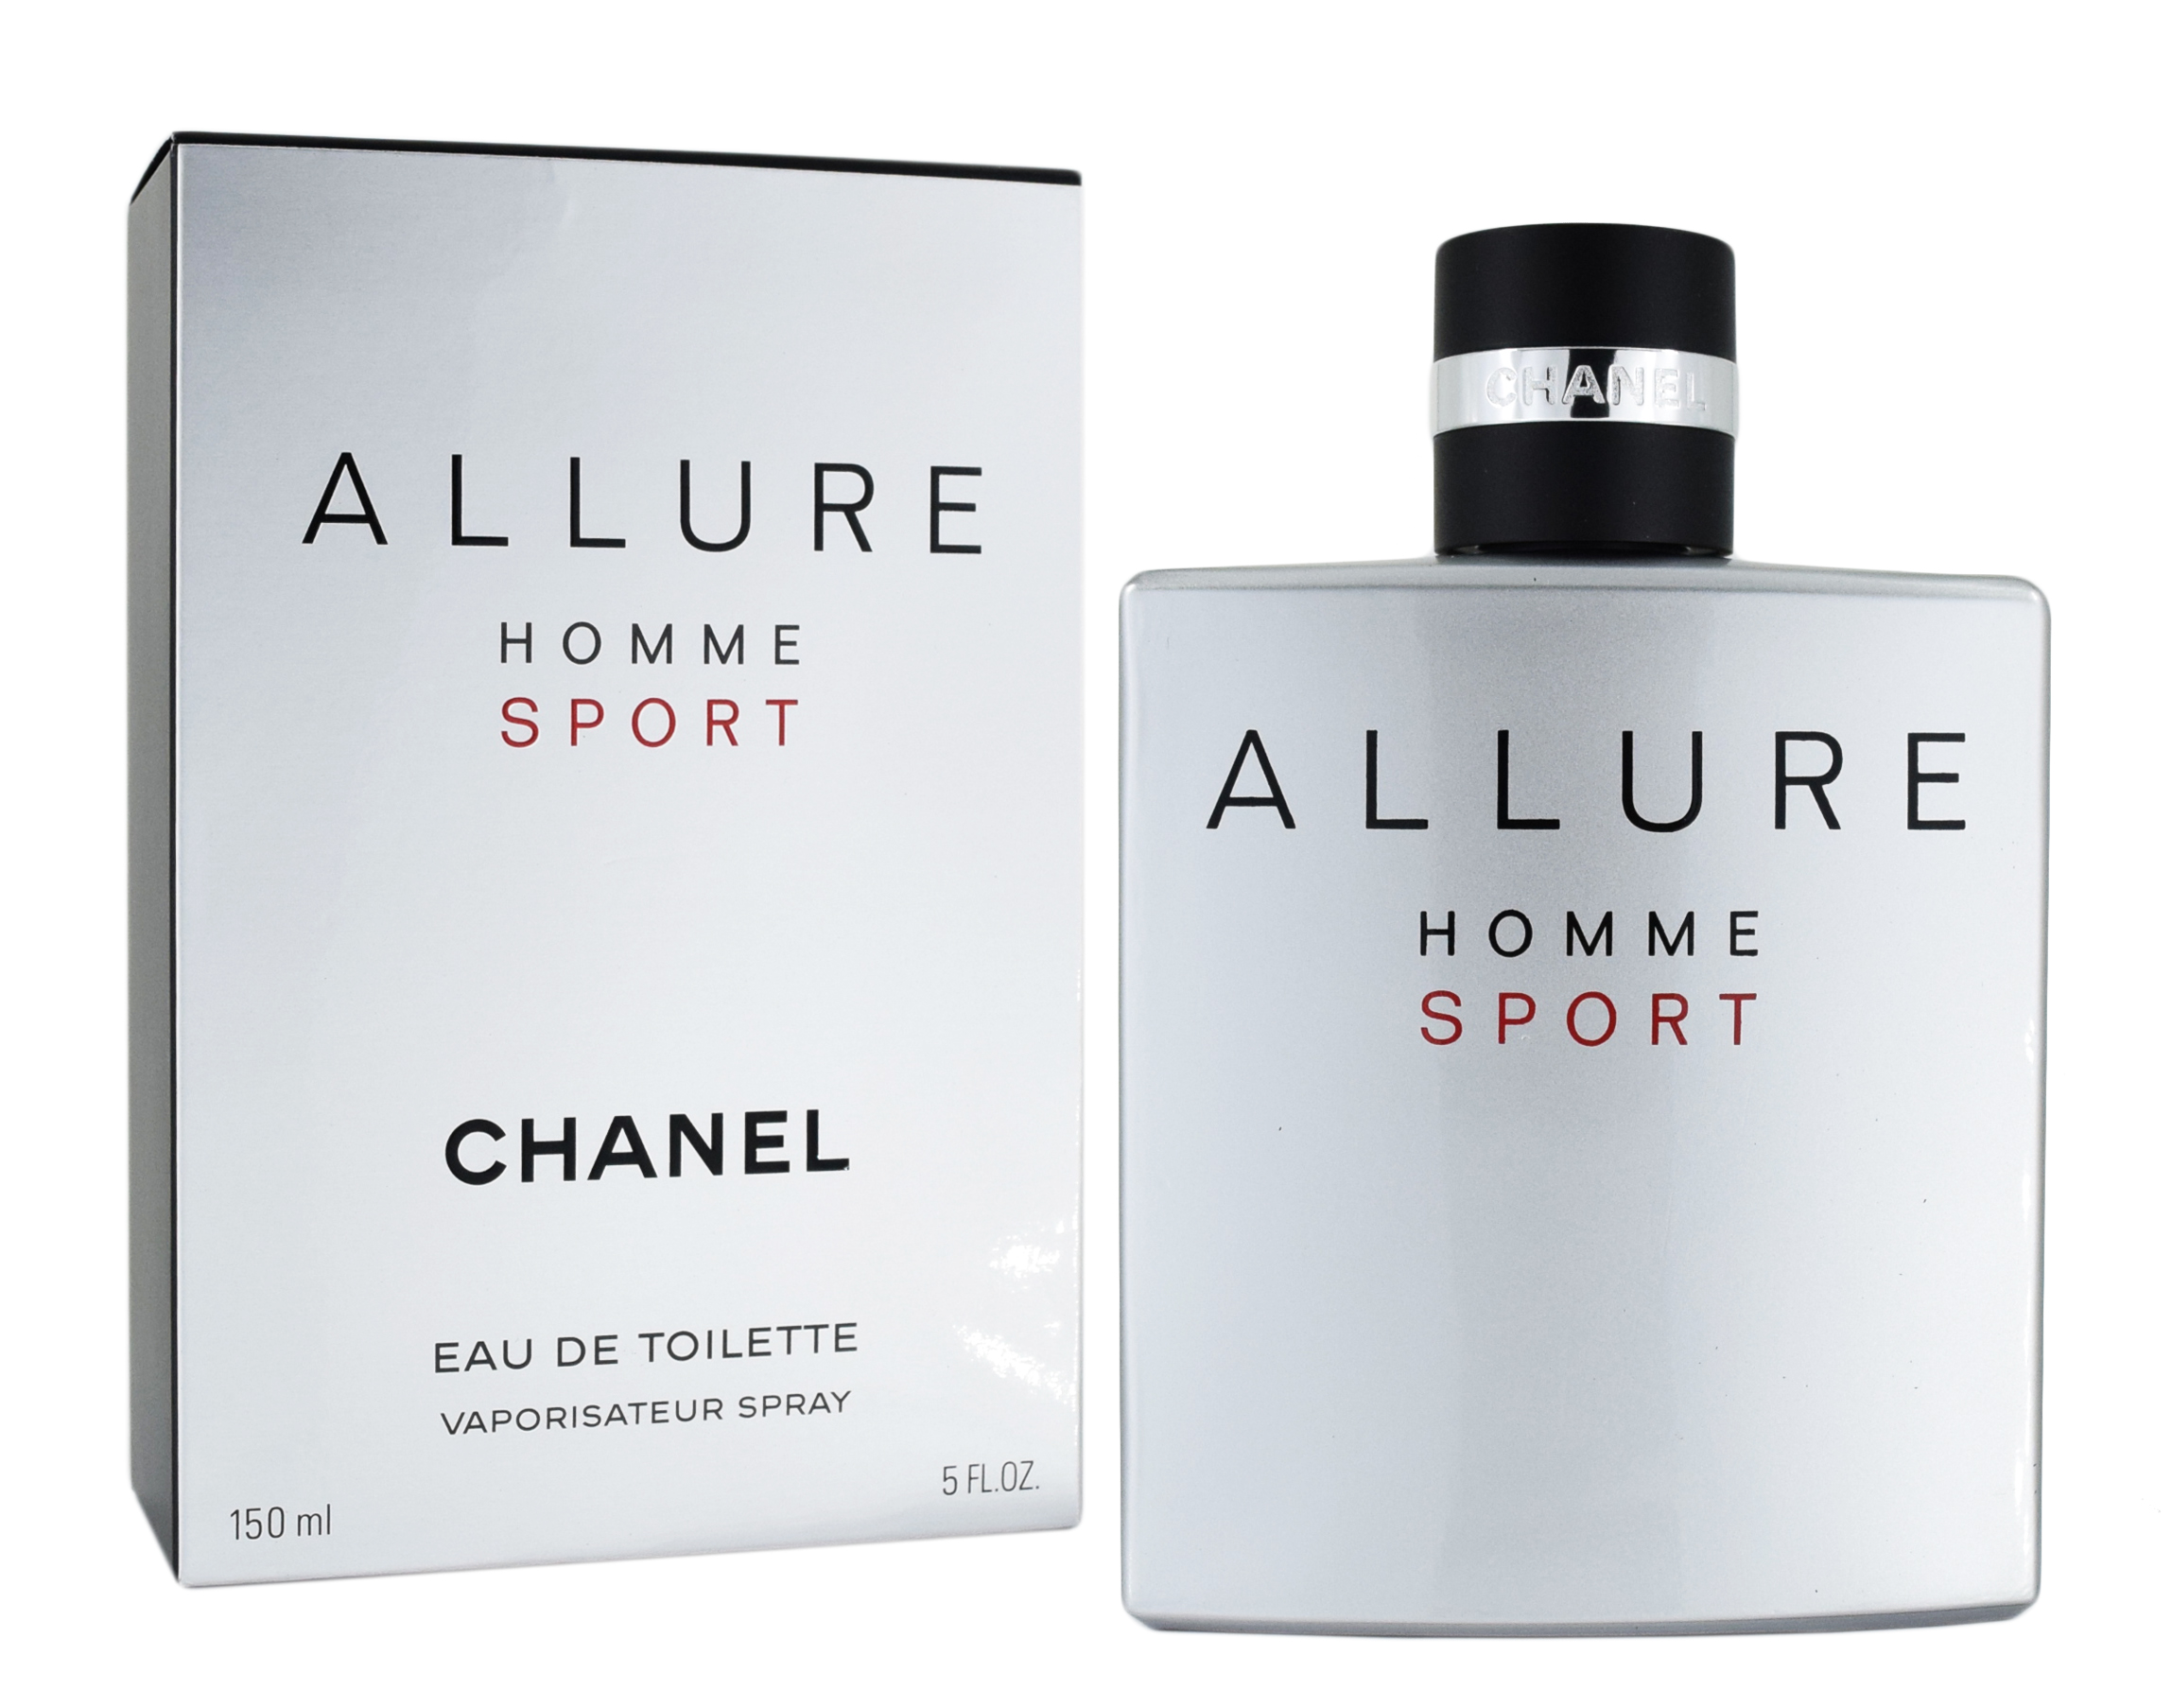 ALLURE
HOMME
SPORT
CHANEL
EAU DE TOILETTE
VAPORISATEUR SPRAY
150 ml
5 FL.OZ.
CHANEL
ALLURE
HOMME
SPORT